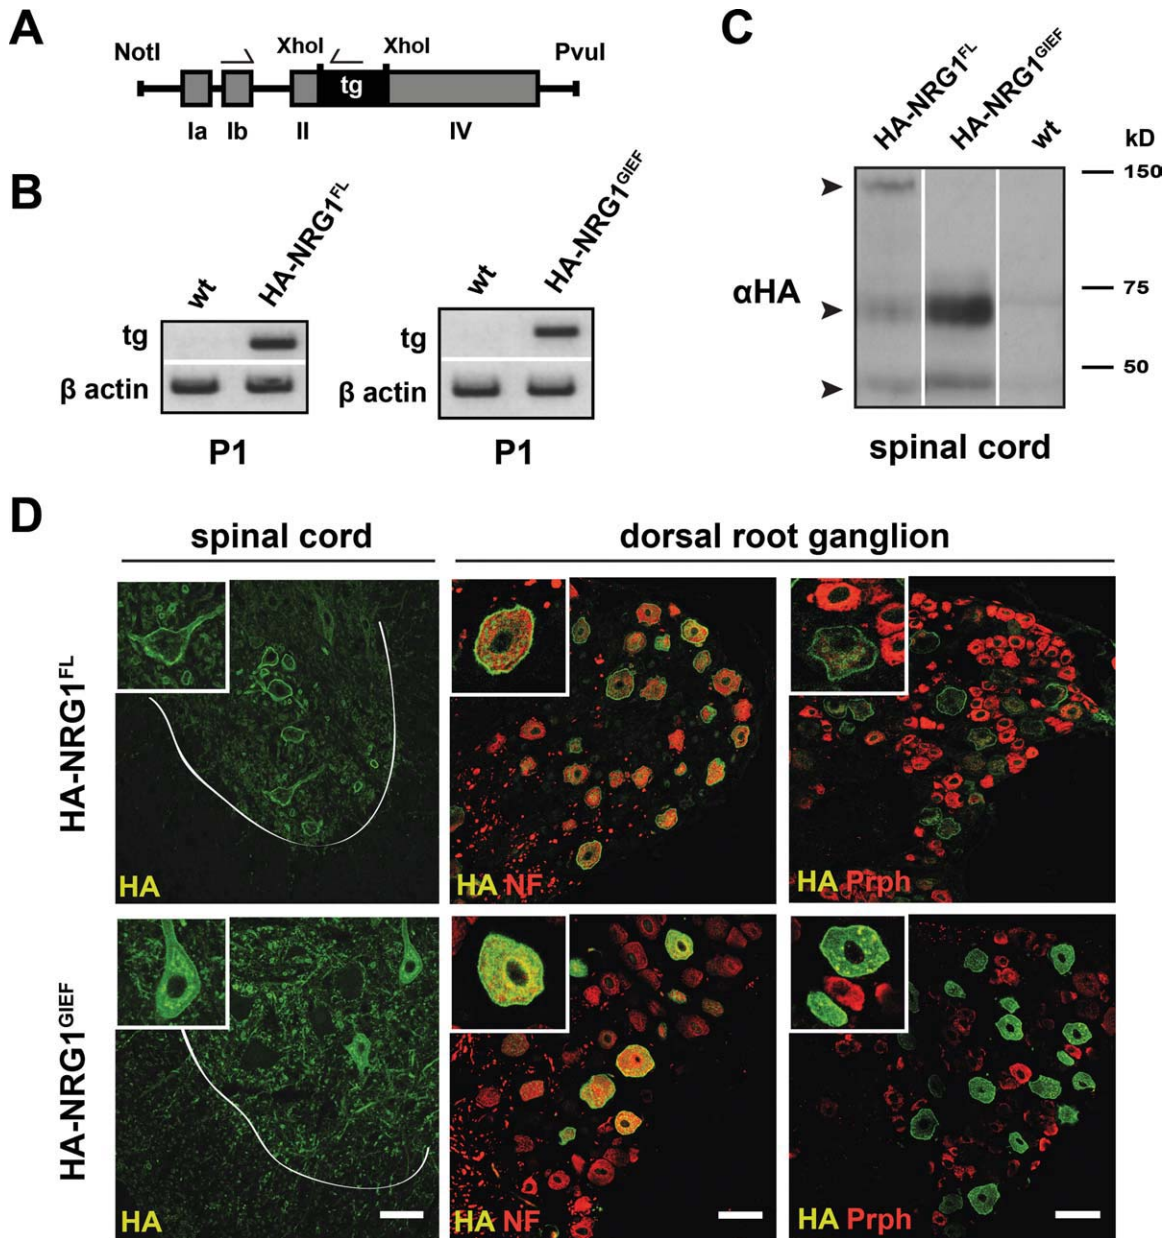 A
NotI
XhoI
XhoI
PvuI
tg
Ia
Ib
II
IV
B
wt
HA-NRG1FL
tg
β actin
P1
wt
HA-NRG1GIEF
tg
β actin
P1
C
HA-NRG1FL
HA-NRG1GIEF
wt
kD
150
75
50
αHA
spinal cord
D
spinal cord
dorsal root ganglion
HA-NRG1FL
HA
HA NF
HA Prph
HA-NRG1GIEF
HA
HA NF
HA Prph